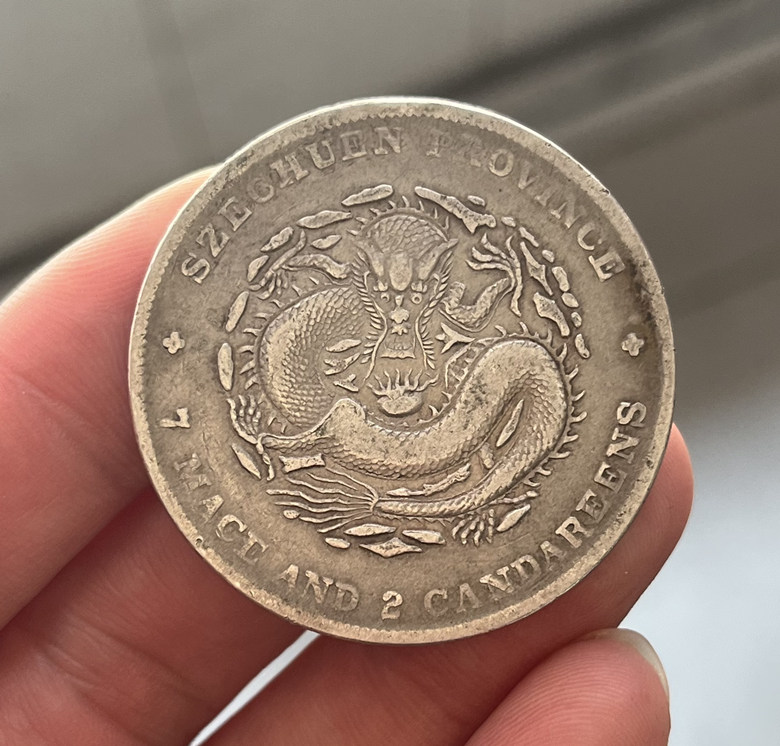 SZECHUEN PROVINCE
7 MACE AND 2 CANDAREENS